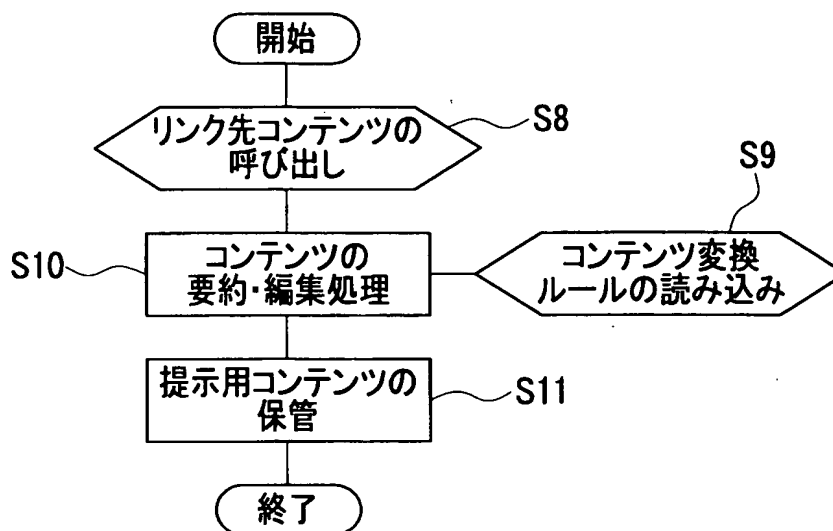 開始
リンク先コンテンツの
呼び出し
S8
S9
S10
コンテンツの
要約・編集処理
コンテンツ変換
ルールの読み込み
提示用コンテンツの
保管
S11
終了